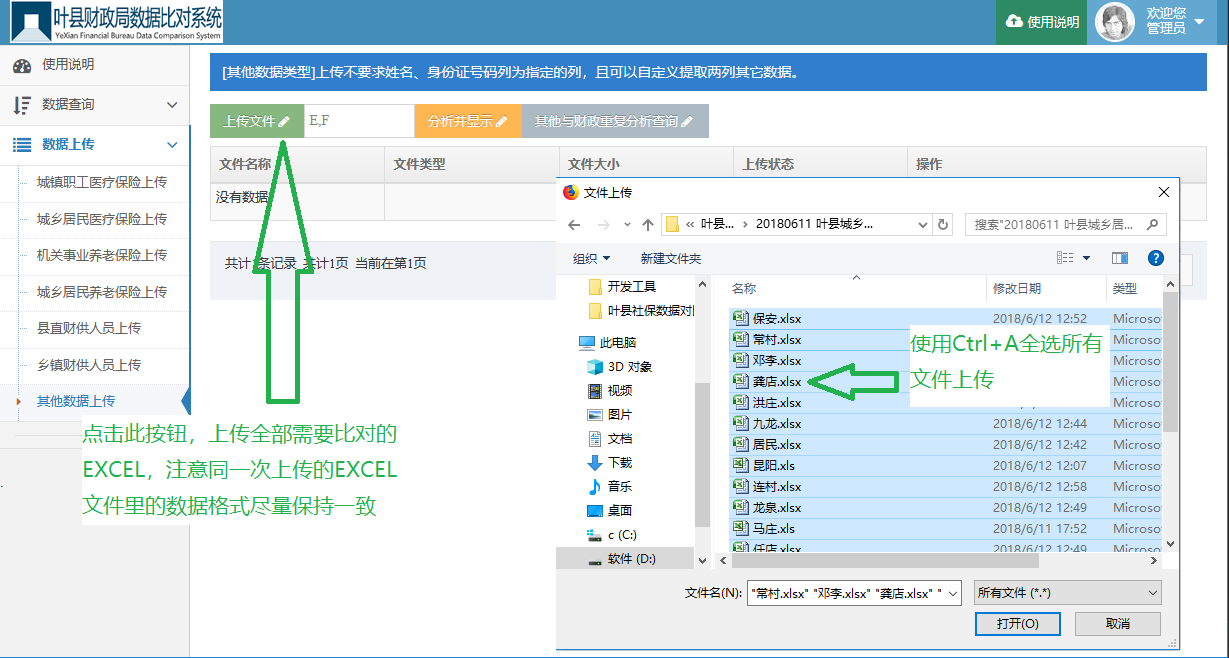 叶县财政局数据比对系统
YeXian Financial Bureau Data Comparison System
使用说明
欢迎您
管理员
使用说明
数据查询
数据上传
城镇职工医疗保险上传
城乡居民医疗保险上传
机关事业养老保险上传
城乡居民养老保险上传
县直财供人员上传
乡镇财供人员上传
其他数据上传
[其他数据类型]上传不要求姓名、身份证号码列为指定的列，且可以自定义提取两列其它数据。
上传文件 E,F 分析并显示 其他与财政重复分析查询
文件名称 文件类型 文件大小 上传状态 操作
没有数据
共计 条记录 共计1页 当前在第1页
点击此按钮，上传全部需要比对的
EXCEL，注意同一次上传的EXCEL
文件里的数据格式尽量保持一致
文件上传
« 叶县... › 20180611 叶县城乡...
搜索"20180611 叶县城乡居...
组织 新建文件夹
开发工具
叶县社保数据对
此电脑
3D 对象
视频
图片
文档
下载
音乐
桌面
c (C:)
软件 (D:)
名称 修改日期 类型
保安.xlsx 2018/6/12 12:52 Microso
常村.xlsx Microso
邓李.xlsx
龚店.xlsx
洪庄.xlsx Microso
九龙.xlsx 2018/6/12 12:44 Microso
居民.xlsx 2018/6/12 12:42 Microso
昆阳.xls 2018/6/12 12:07 Microso
连村.xlsx 2018/6/12 12:58 Microso
龙泉.xlsx 2018/6/12 12:49 Microso
马庄.xls 2018/6/11 17:52 Microso
任店.xlsx 2018/6/12 12:49 Microso
使用Ctrl+A全选所有
文件上传
文件名(N): "常村.xlsx" "邓李.xlsx" "龚店.xlsx" "
所有文件 (*.*)
打开(O) 取消